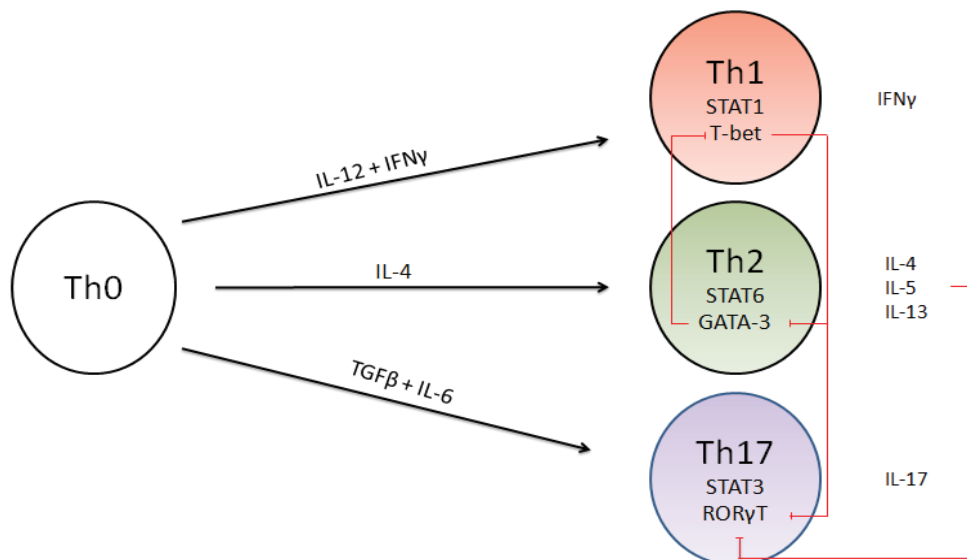 Th1
STAT1
T-bet
IFNγ
IL-12 + IFNγ
Th0
IL-4
Th2
STAT6
GATA-3
IL-4
IL-5
IL-13
TGFβ + IL-6
Th17
STAT3
RORγT
IL-17